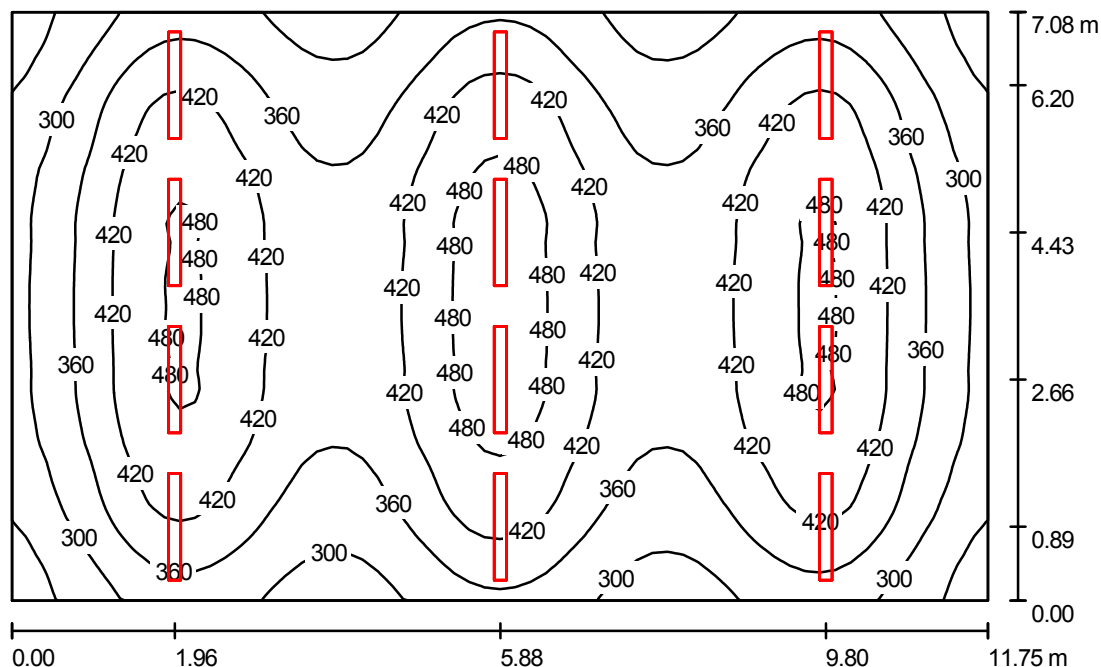 7.08 m
6.20
420 420 420
300 420 360 420 360
420 480 420 300
420 480 420 480 420
480 420 420 480 420
420 480 420 480 420
480 420 480 420 480
420 480 420 480 420 480 420
420 480 420 480 480 420
480 420 480 360
360 480 420 480 420 480
420 480 420 480
420 480 480 420 420
420 420 360 360
300 420 420
360 300 300 300
4.43
2.66
0.89
0.00
0.00 1.96 5.88 9.80 11.75 m